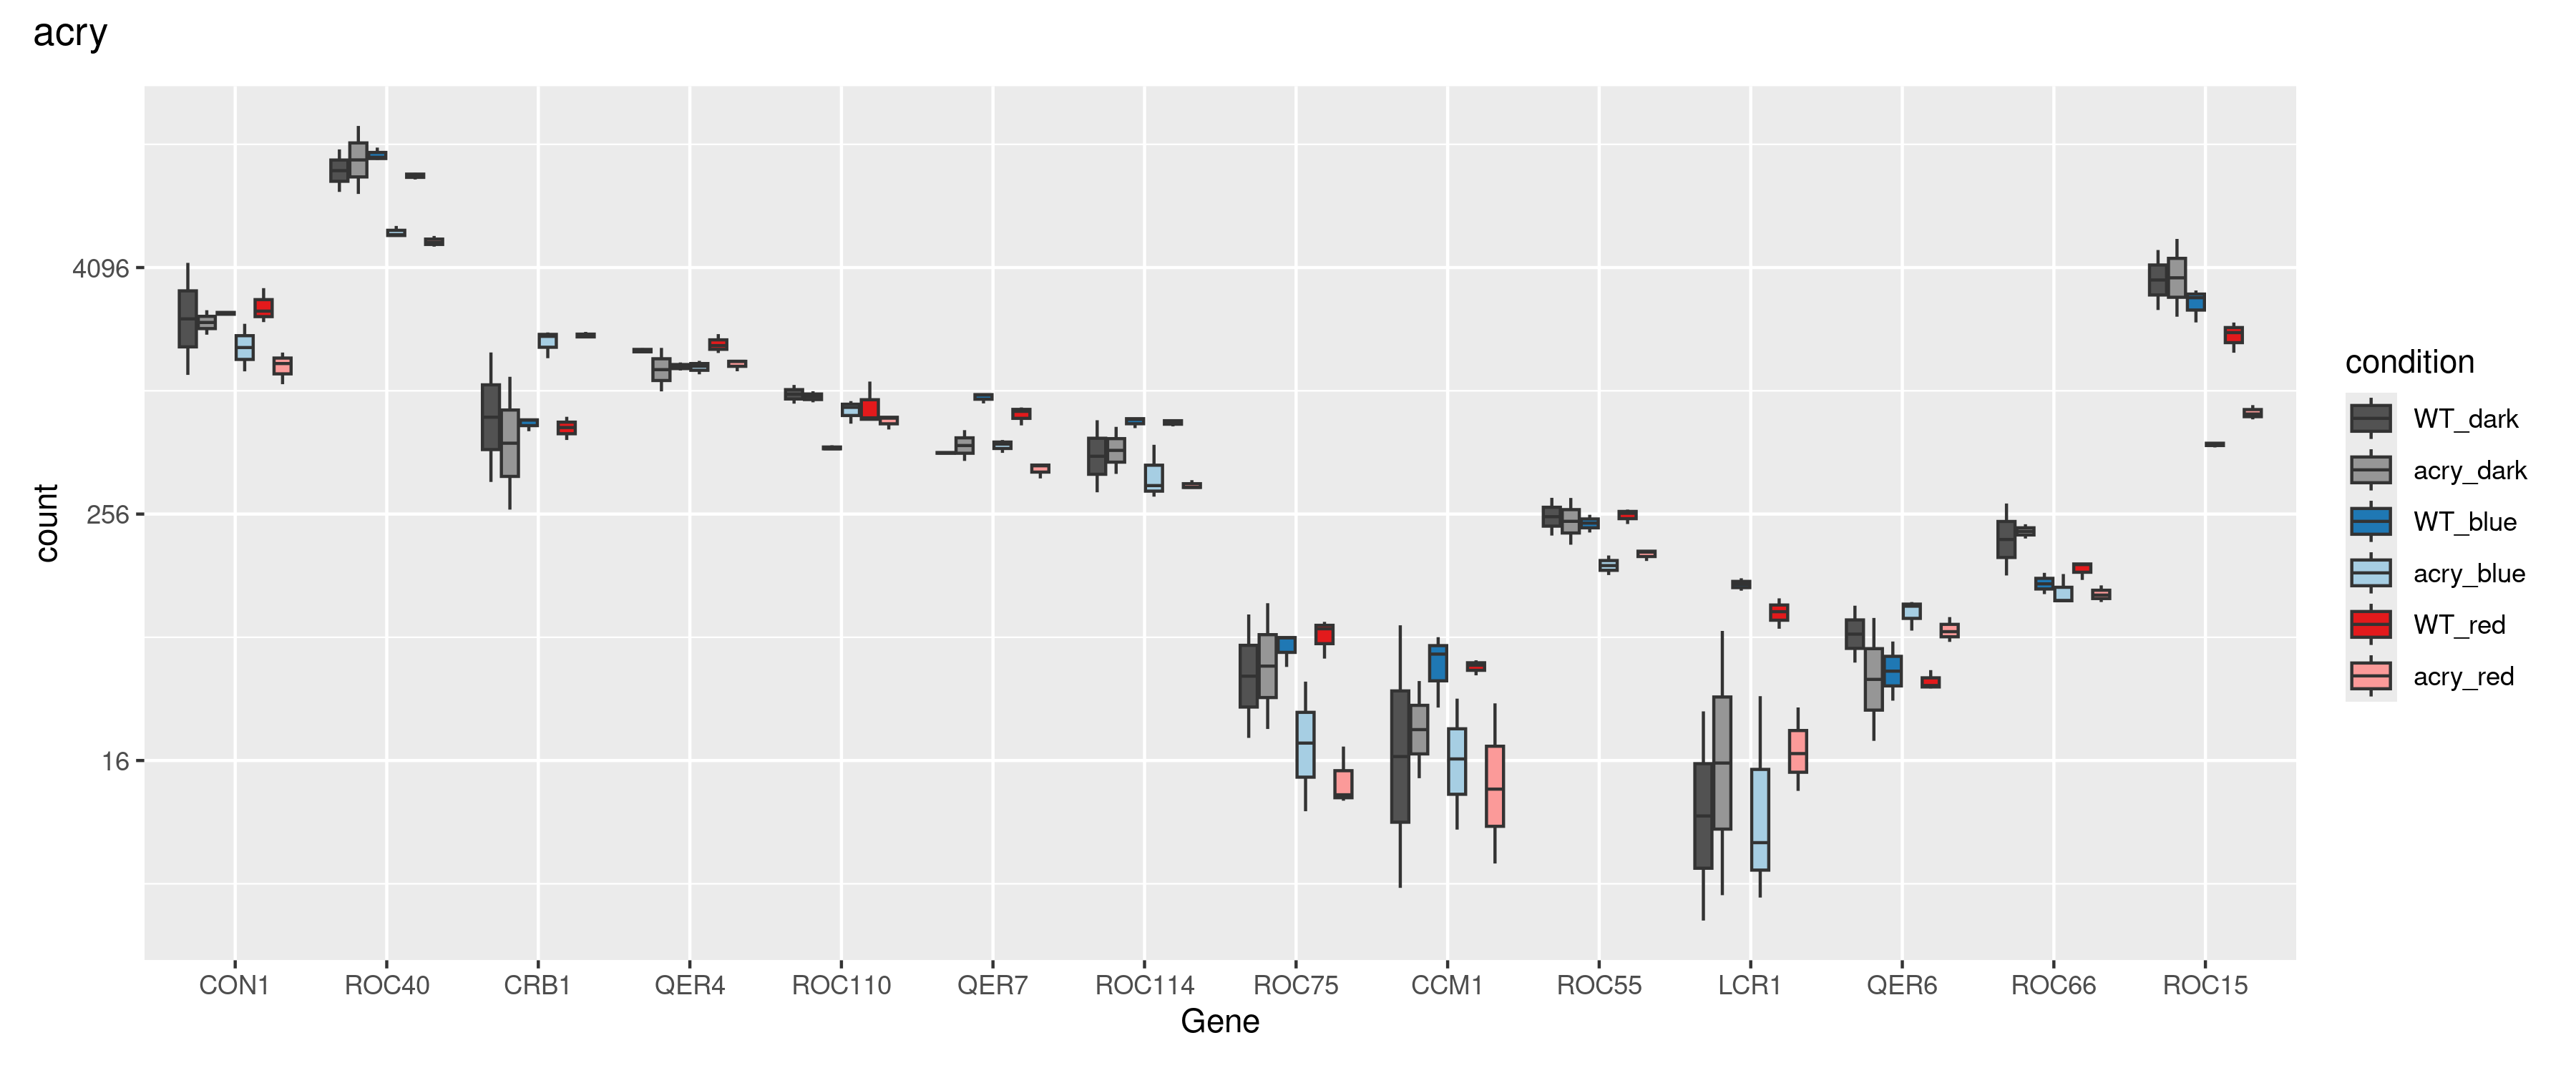 acry
4096
256
16
count
CON1 ROC40 CRB1 QER4 ROC110 QER7 ROC114 ROC75 CCM1 ROC55 LCR1 QER6 ROC66 ROC15
Gene
condition
WT_dark
acry_dark
WT_blue
acry_blue
WT_red
acry_red